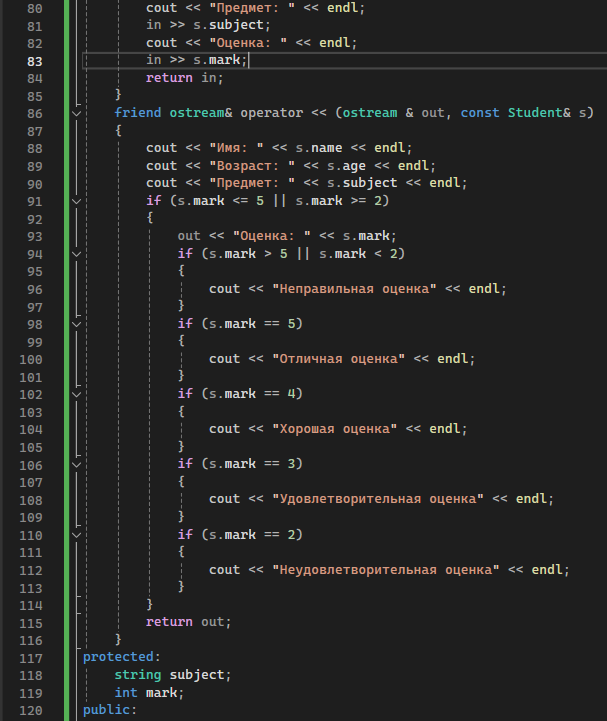 80 cout << "Предмет: " << endl;
81 in >> s.subject;
82 cout << "Оценка: " << endl;
83 in >> s.mark;
84 return in;
85 }
86 friend ostream& operator << (ostream & out, const Student& s)
87 {
88 cout << "Имя: " << s.name << endl;
89 cout << "Возраст: " << s.age << endl;
90 cout << "Предмет: " << s.subject << endl;
91 if (s.mark <= 5 || s.mark >= 2)
92 {
93 out << "Оценка: " << s.mark;
94 if (s.mark > 5 || s.mark < 2)
95 {
96 cout << "Неправильная оценка" << endl;
97 }
98 if (s.mark == 5)
99 {
100 cout << "Отличная оценка" << endl;
101 }
102 if (s.mark == 4)
103 {
104 cout << "Хорошая оценка" << endl;
105 }
106 if (s.mark == 3)
107 {
108 cout << "Удовлетворительная оценка" << endl;
109 }
110 if (s.mark == 2)
111 {
112 cout << "Неудовлетворительная оценка" << endl;
113 }
114 }
115 return out;
116 }
117 protected:
118 string subject;
119 int mark;
120 public: